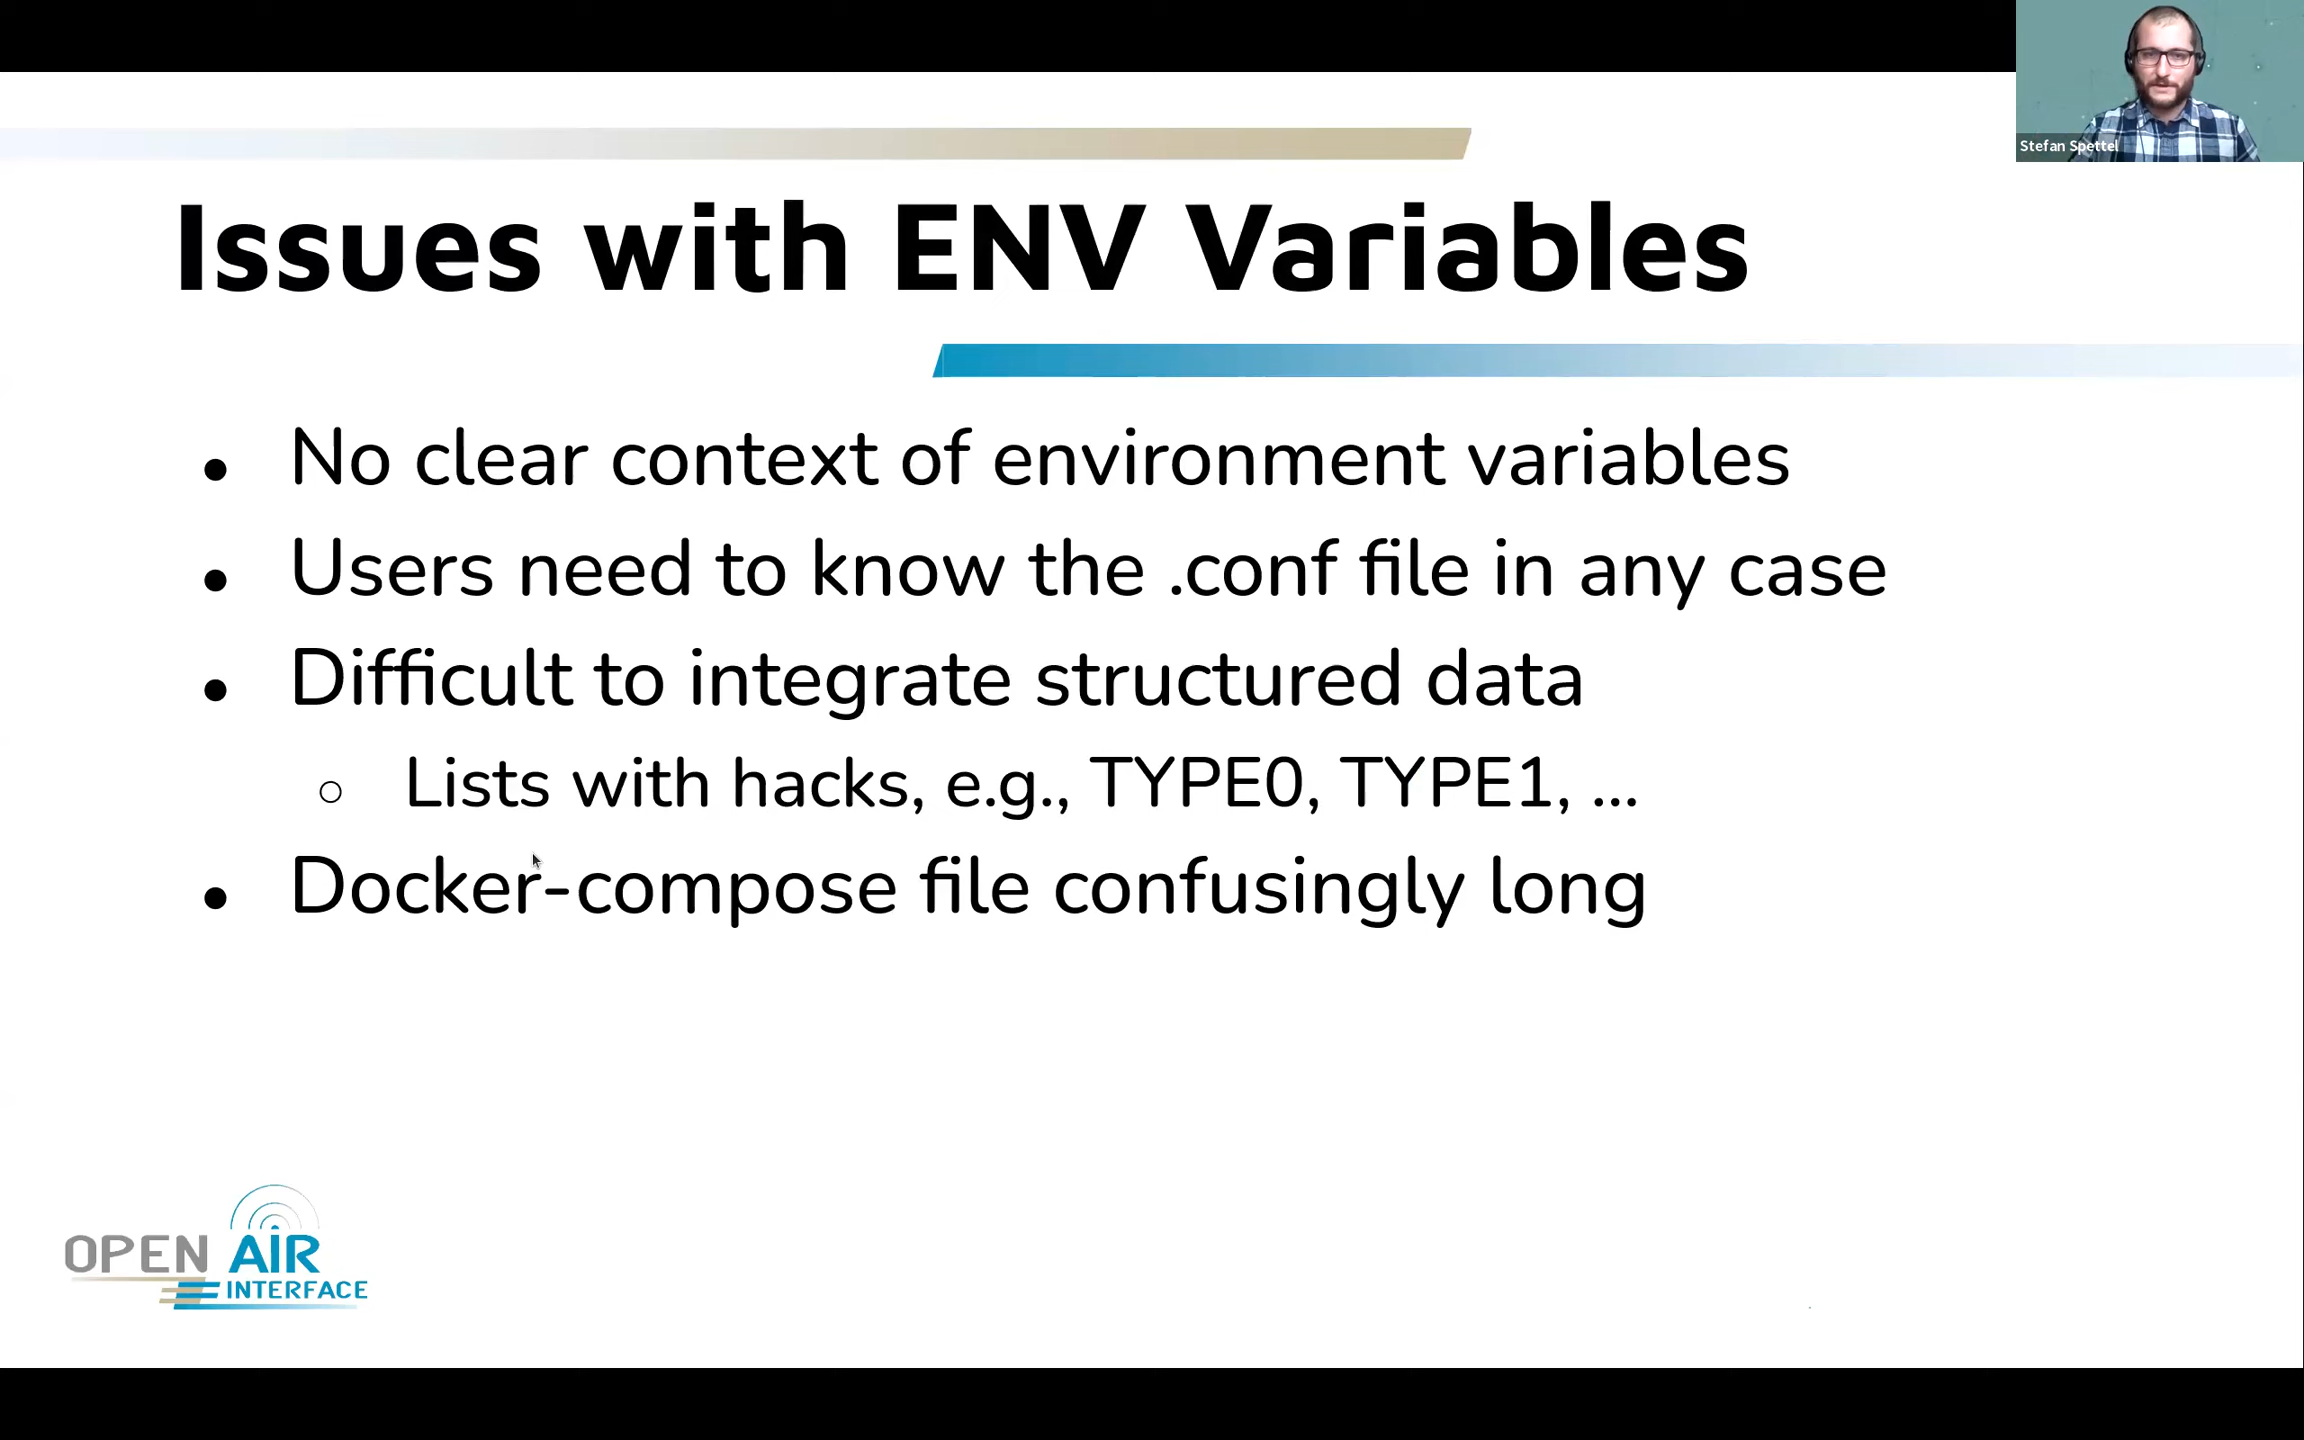 Stefan Spettel
Issues with ENV Variables
• No clear context of environment variables
• Users need to know the .conf file in any case
• Difficult to integrate structured data
○ Lists with hacks, e.g., TYPE0, TYPE1, ...
• Docker-compose file confusingly long
OPEN AIR
INTERFACE